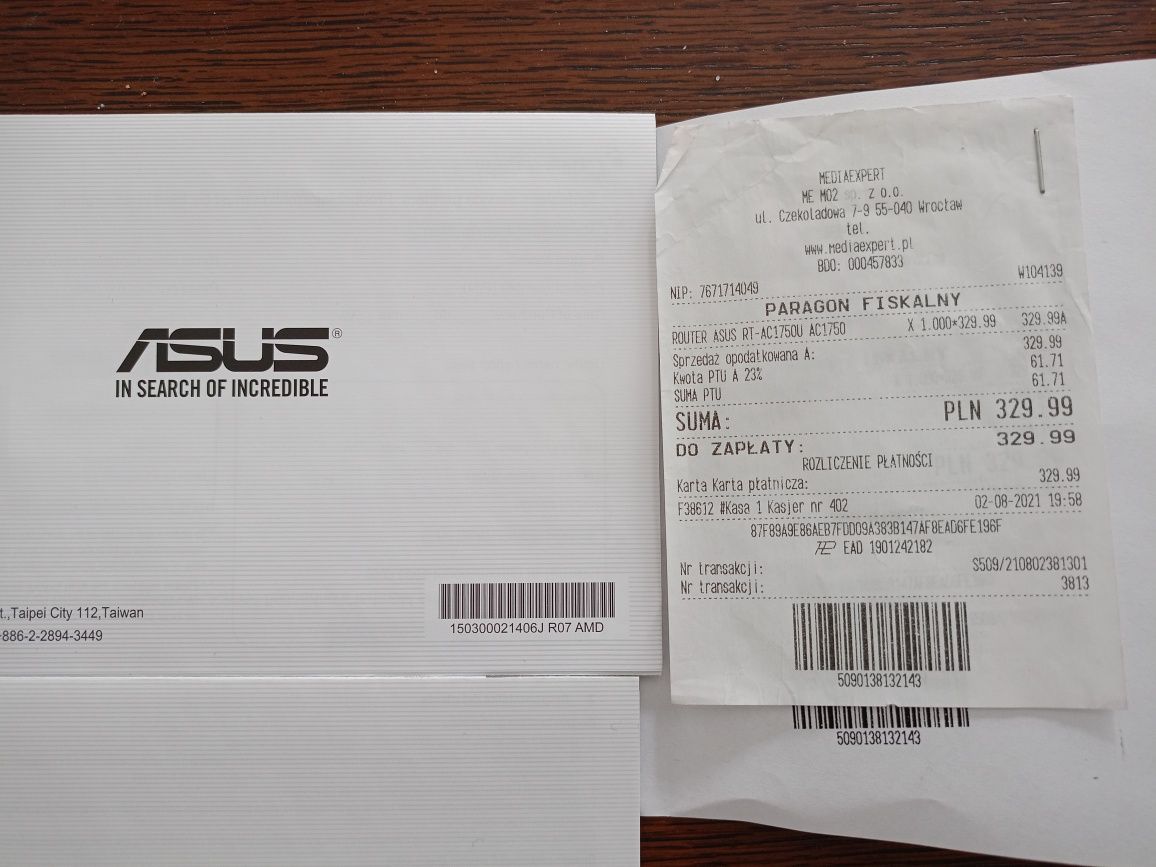 ASUS®
IN SEARCH OF INCREDIBLE
t.,Taipei City 112,Taiwan
886-2-2894-3449
150300021406J R07 AMD
MEDIAEXPERT
ME M02 sp. z o.o.
ul. Czekoladowa 7-9 55-040 Wrocław
tel.
www.mediaexpert.pl
BDO: 000457833
NIP: 7671714049 W104139
PARAGON FISKALNY
ROUTER ASUS RT-AC1750U AC1750 X 1.000*329.99 329.99A
Sprzedaż opodatkowana A: 329.99
Kwota PTU A 23% 61.71
SUMA PTU 61.71
SUMA: PLN 329.99
DO ZAPŁATY: 329.99
ROZLICZENIE PŁATNOŚCI
Karta Karta płatnicza: 329.99
F38612 #Kasa 1 Kasjer nr 402 02-08-2021 19:58
87F89A9E86AEB7FDD09A383B147AF8EAD6FE196F
EAD 1901242182
Nr transakcji: S509/210802381301
Nr transakcji: 3813
5090138132143
5090138132143